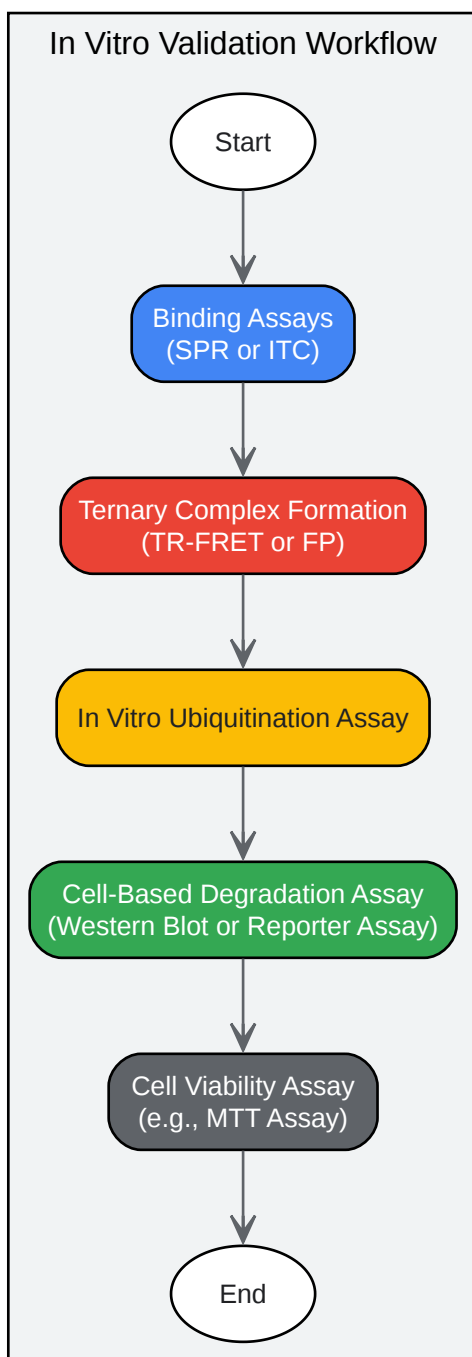 In Vitro Validation Workflow
Start
Binding Assays
(SPR or ITC)
Ternary Complex Formation
(TR-FRET or FP)
In Vitro Ubiquitination Assay
Cell-Based Degradation Assay
(Western Blot or Reporter Assay)
Cell Viability Assay
(e.g., MTT Assay)
End